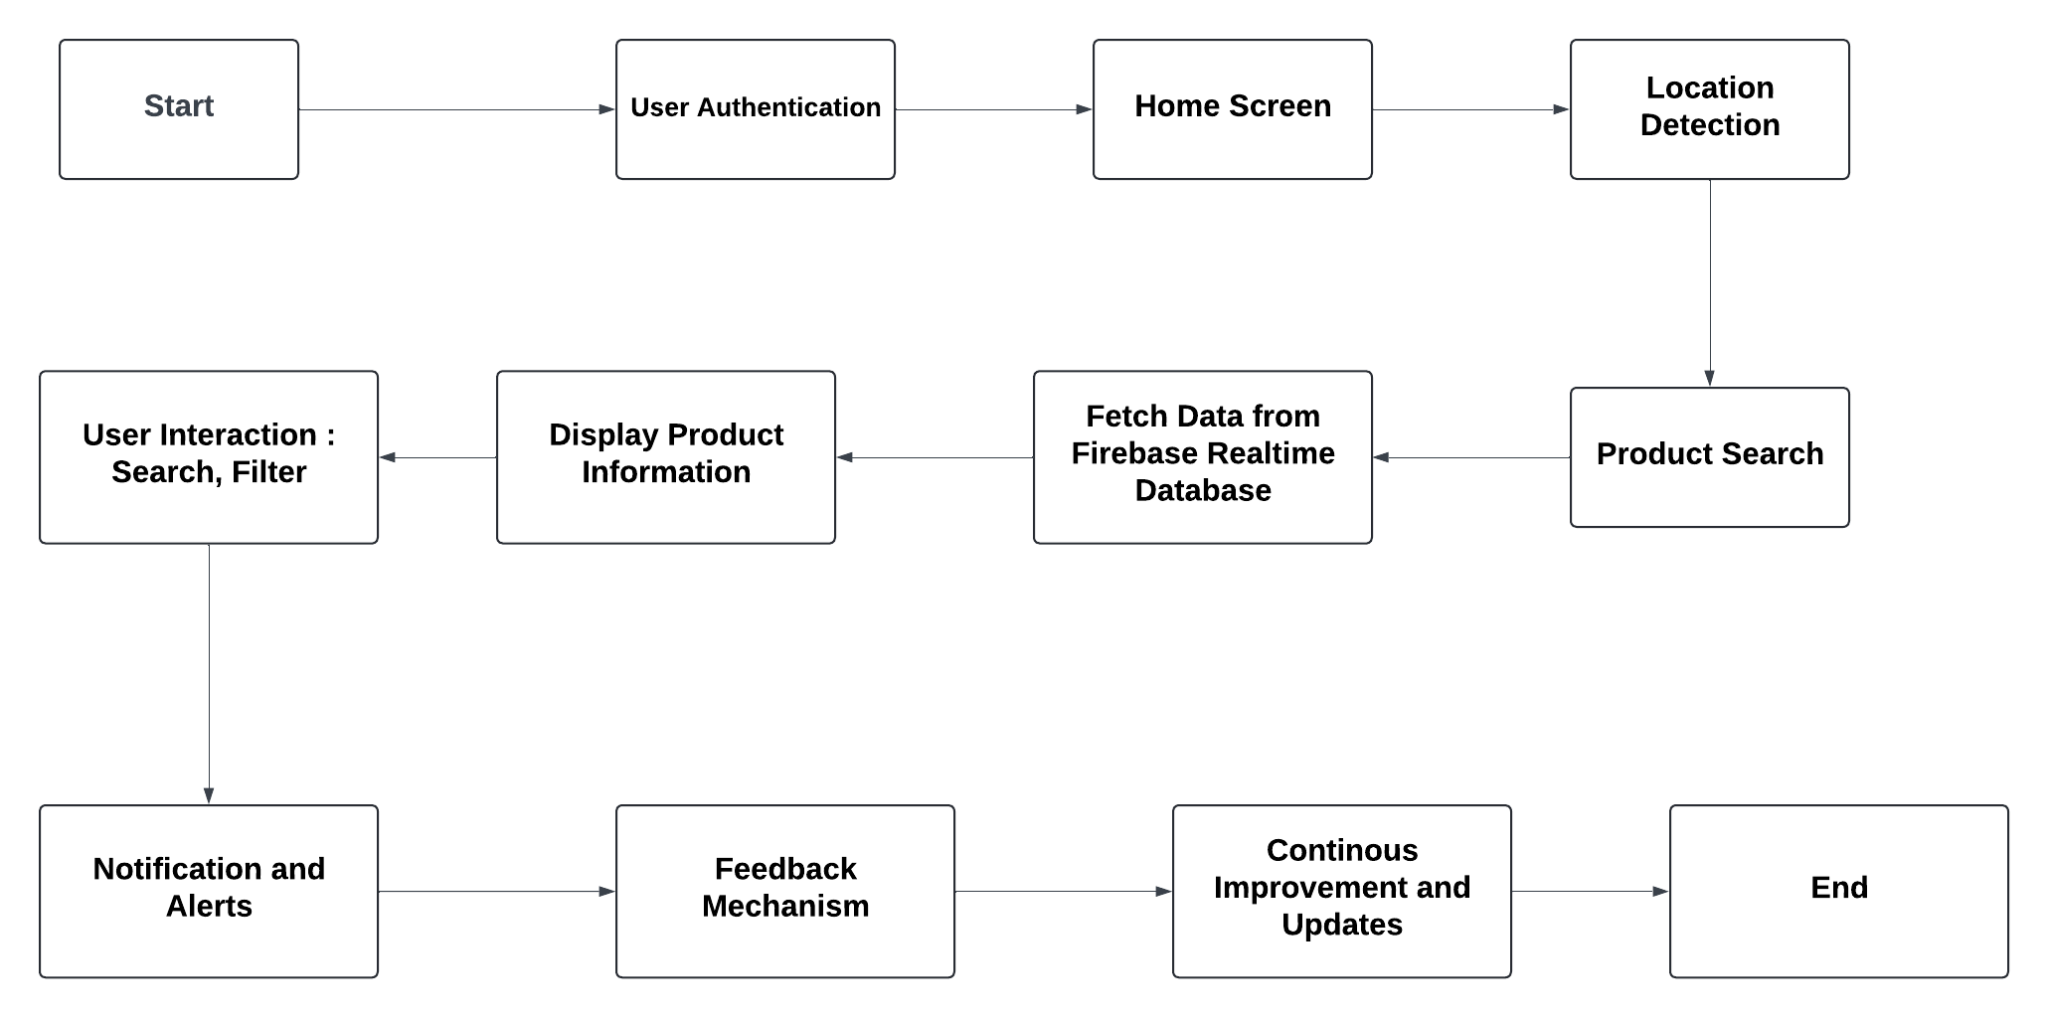 Start
User Authentication
Home Screen
Location
Detection
User Interaction :
Search, Filter
Display Product
Information
Fetch Data from
Firebase Realtime
Database
Product Search
Notification and
Alerts
Feedback
Mechanism
Continous
Improvement and
Updates
End